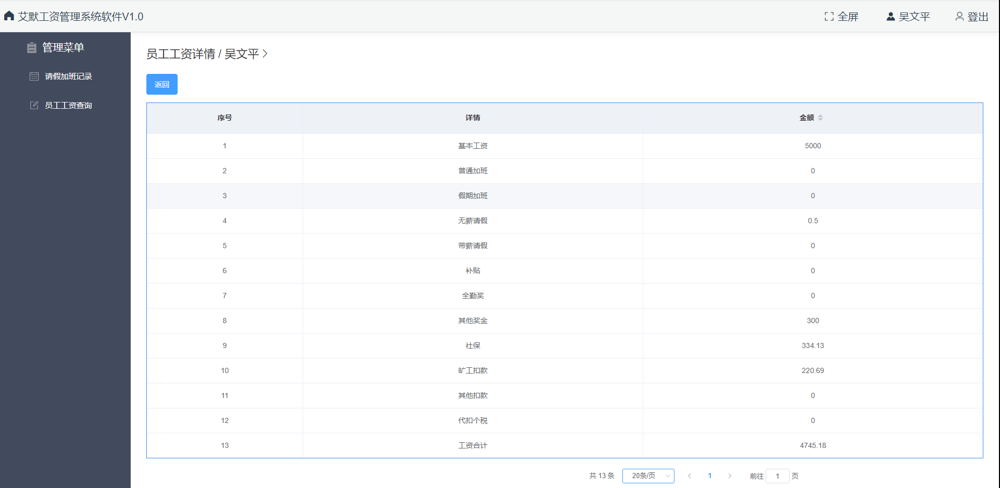 艾默工资管理系统软件V1.0
全屏
吴文平
登出
管理菜单
请假加班记录
员工工资查询
员工工资详情 / 吴文平
返回
序号 详情 金额
1 基本工资 5000
2 普通加班 0
3 假期加班 0
4 无薪请假 0.5
5 带薪请假 0
6 补贴 0
7 全勤奖 0
8 其他奖金 300
9 社保 334.13
10 旷工扣款 220.69
11 其他扣款 0
12 代扣个税 0
13 工资合计 4745.18
共 13 条 20条/页 1 前往 1 页